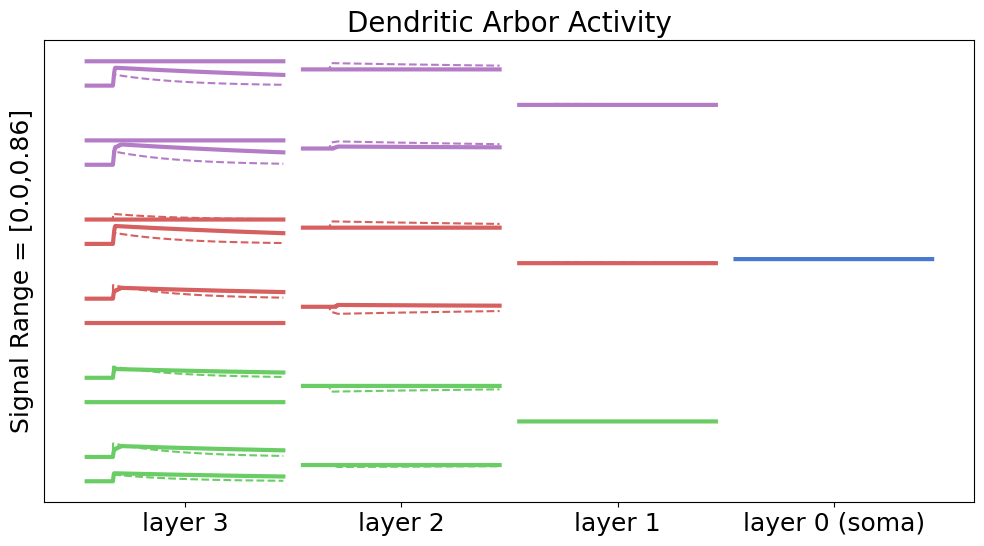 Dendritic Arbor Activity
Signal Range = [0.0,0.86]
layer 3
layer 2
layer 1
layer 0 (soma)